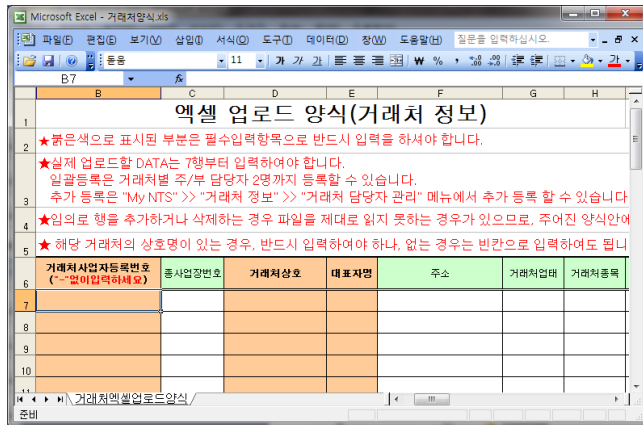 Microsoft Excel - 거래처양식.xls
파일(F) 편집(E) 보기(V) 삽입(I) 서식(O) 도구(T) 데이터(D) 창(W) 도움말(H) 질문을 입력하십시오.
돋움 11 가 가 가
B7 fx
B C D E F G H
1 엑셀 업로드 양식(거래처 정보)
2 ★붉은색으로 표시된 부분은 필수입력항목으로 반드시 입력을 하셔야 합니다.
★실제 업로드할 DATA는 7행부터 입력하여야 합니다.
일괄등록은 거래처별 주/부 담당자 2명까지 등록할 수 있습니다.
3 추가 등록은 "My NTS" >> "거래처 정보" >> "거래처 담당자 관리" 메뉴에서 추가 등록 할 수 있습니다
4 ★임의로 행을 추가하거나 삭제하는 경우 파일을 제대로 읽지 못하는 경우가 있으므로, 주어진 양식안에
5 ★ 해당 거래처의 상호명이 있는 경우, 반드시 입력하여야 하나, 없는 경우는 빈칸으로 입력하여도 됩니
6 거래처사업자등록번호 종사업장번호 거래처상호 대표자명 주소 거래처업태 거래처종목
("-"없이입력하세요)
7
8
9
10
11
거래처엑셀업로드양식
준비